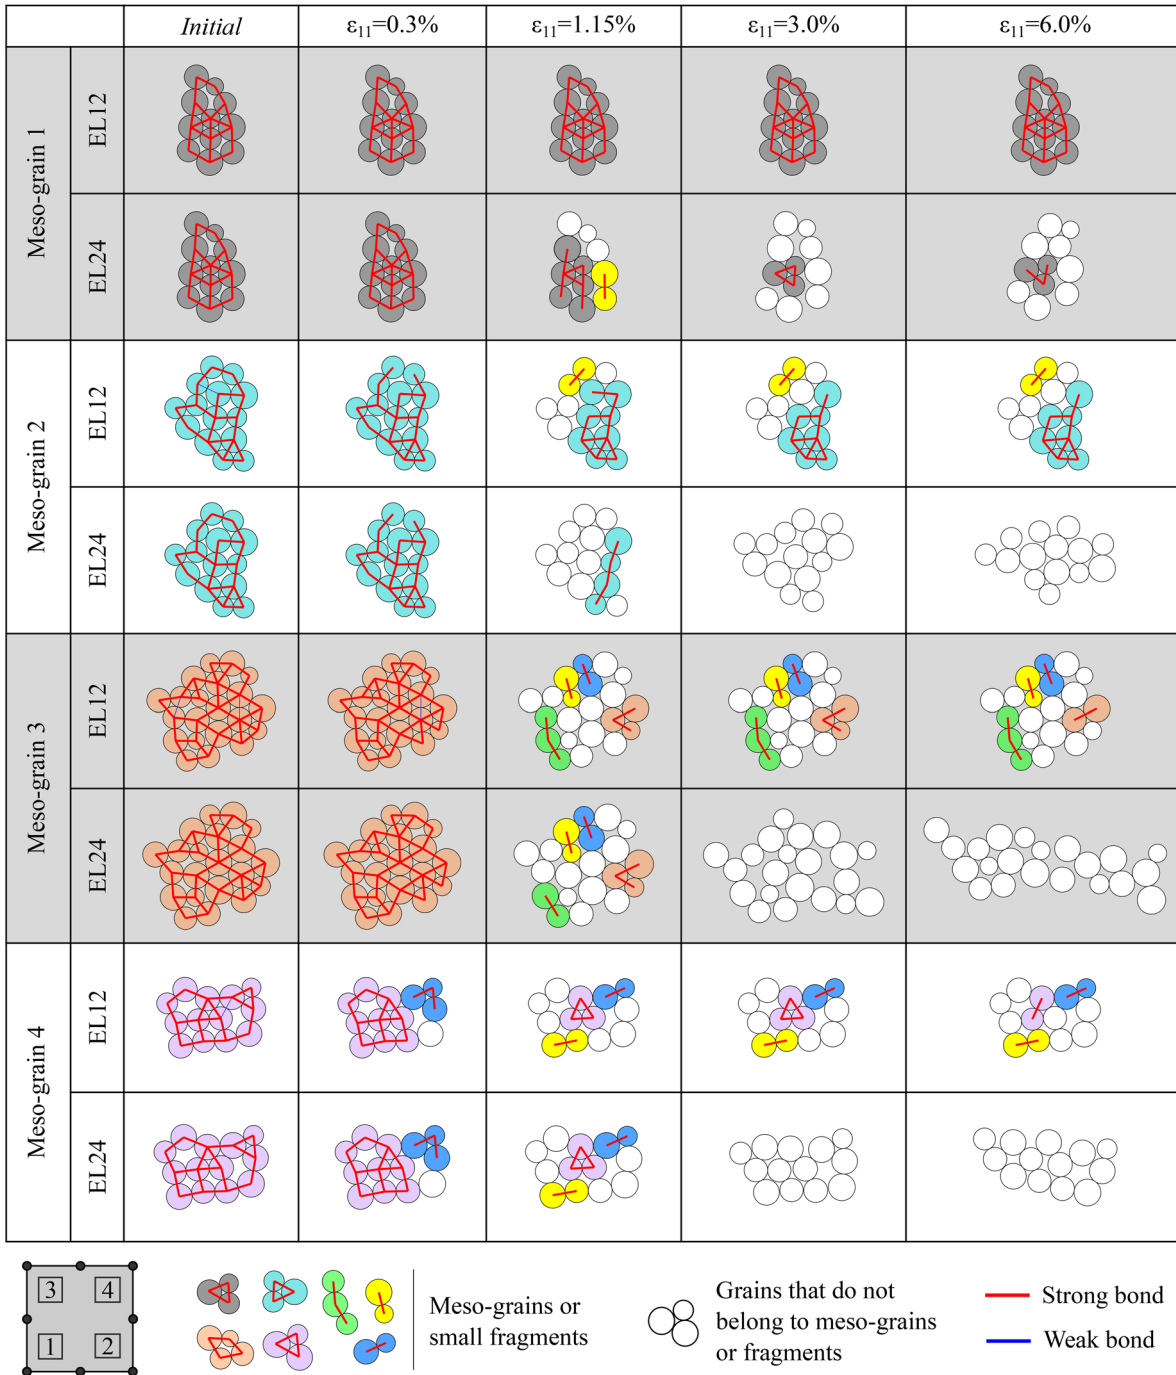 Initial
ε₁₁=0.3%
ε₁₁=1.15%
ε₁₁=3.0%
ε₁₁=6.0%
Meso-grain 1
EL12
EL24
Meso-grain 2
EL12
EL24
Meso-grain 3
EL12
EL24
Meso-grain 4
EL12
EL24
3 4
1 2
Meso-grains or
small fragments
Grains that do not
belong to meso-grains
or fragments
Strong bond
Weak bond